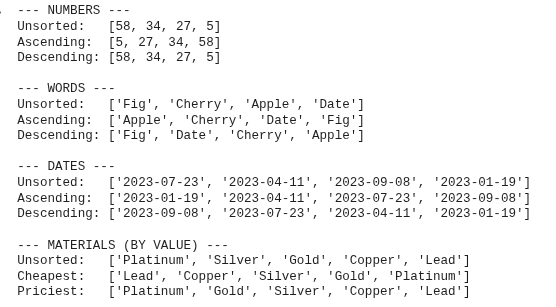 --- NUMBERS ---
Unsorted:   [58, 34, 27, 5]
Ascending:  [5, 27, 34, 58]
Descending: [58, 34, 27, 5]
--- WORDS ---
Unsorted:   ['Fig', 'Cherry', 'Apple', 'Date']
Ascending:  ['Apple', 'Cherry', 'Date', 'Fig']
Descending: ['Fig', 'Date', 'Cherry', 'Apple']
--- DATES ---
Unsorted:   ['2023-07-23', '2023-04-11', '2023-09-08', '2023-01-19']
Ascending:  ['2023-01-19', '2023-04-11', '2023-07-23', '2023-09-08']
Descending: ['2023-09-08', '2023-07-23', '2023-04-11', '2023-01-19']
--- MATERIALS (BY VALUE) ---
Unsorted:   ['Platinum', 'Silver', 'Gold', 'Copper', 'Lead']
Cheapest:   ['Lead', 'Copper', 'Silver', 'Gold', 'Platinum']
Priciest:   ['Platinum', 'Gold', 'Silver', 'Copper', 'Lead']